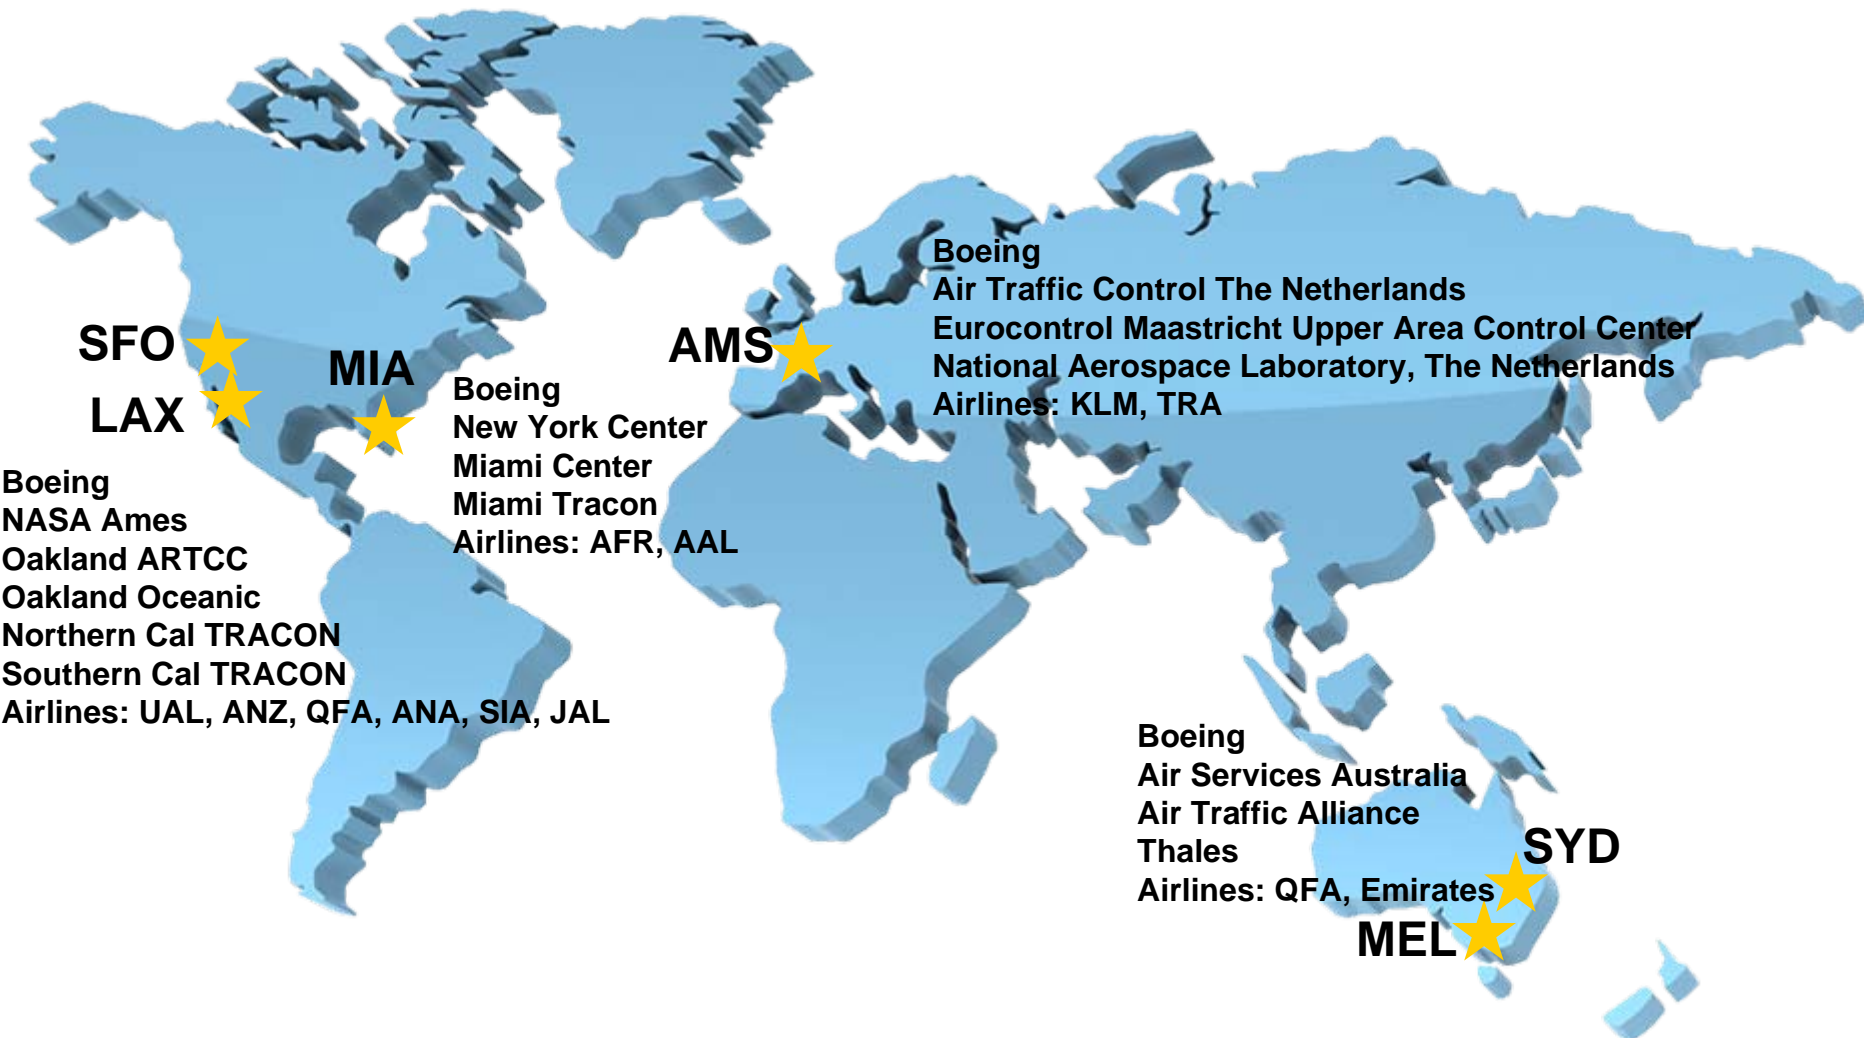 SFO
LAX
Boeing
NASA Ames
Oakland ARTCC
Oakland Oceanic
Northern Cal TRACON
Southern Cal TRACON
Airlines: UAL, ANZ, QFA, ANA, SIA, JAL
MIA
Boeing
New York Center
Miami Center
Miami Tracon
Airlines: AFR, AAL
AMS
Boeing
Air Traffic Control The Netherlands
Eurocontrol Maastricht Upper Area Control Center
National Aerospace Laboratory, The Netherlands
Airlines: KLM, TRA
Boeing
Air Services Australia
Air Traffic Alliance
Thales
Airlines: QFA, Emirates
SYD
MEL